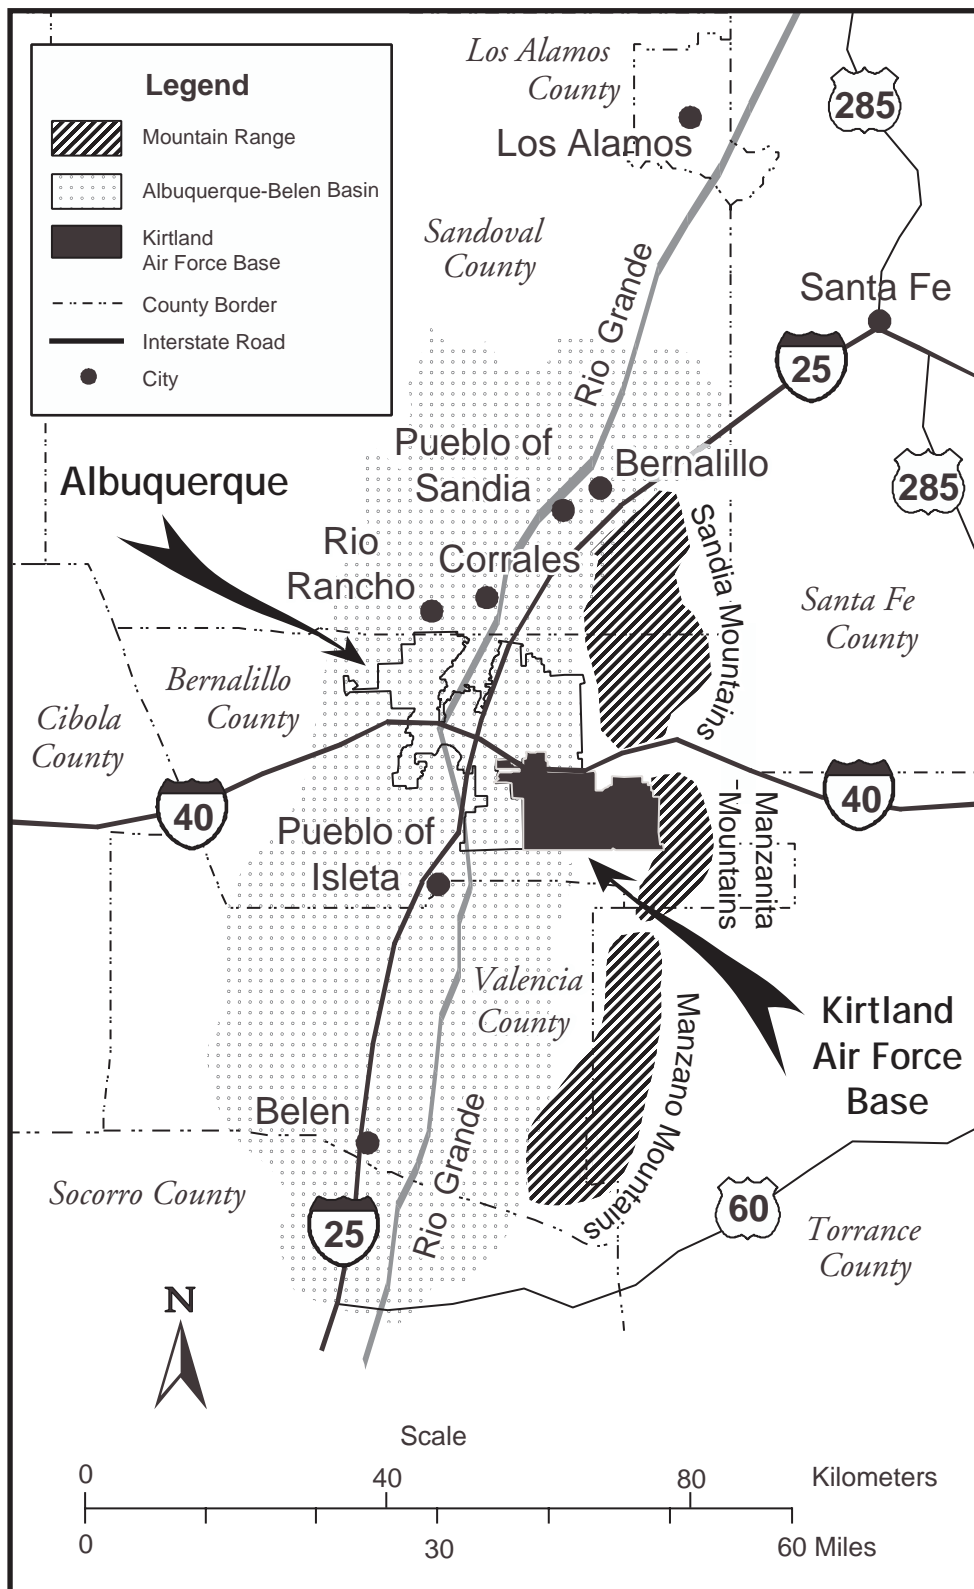 Legend
Mountain Range
Albuquerque-Belen Basin
Kirtland
Air Force Base
County Border
Interstate Road
City
Los Alamos
County
Los Alamos
285
Sandoval
County
Rio Grande
Santa Fe
25
Pueblo of
Sandia
Bernalillo
285
Albuquerque
Rio
Rancho
Corrales
Sandia Mountains
Santa Fe
County
Bernalillo
County
Cibola
County
40
40
Pueblo of
Isleta
Manzanita
Mountains
Valencia
County
Kirtland
Air Force
Base
Manzano Mountains
Belen
Rio Grande
Socorro County
25
60
Torrance
County
N
Scale
0
40
80
Kilometers
0
30
60 Miles